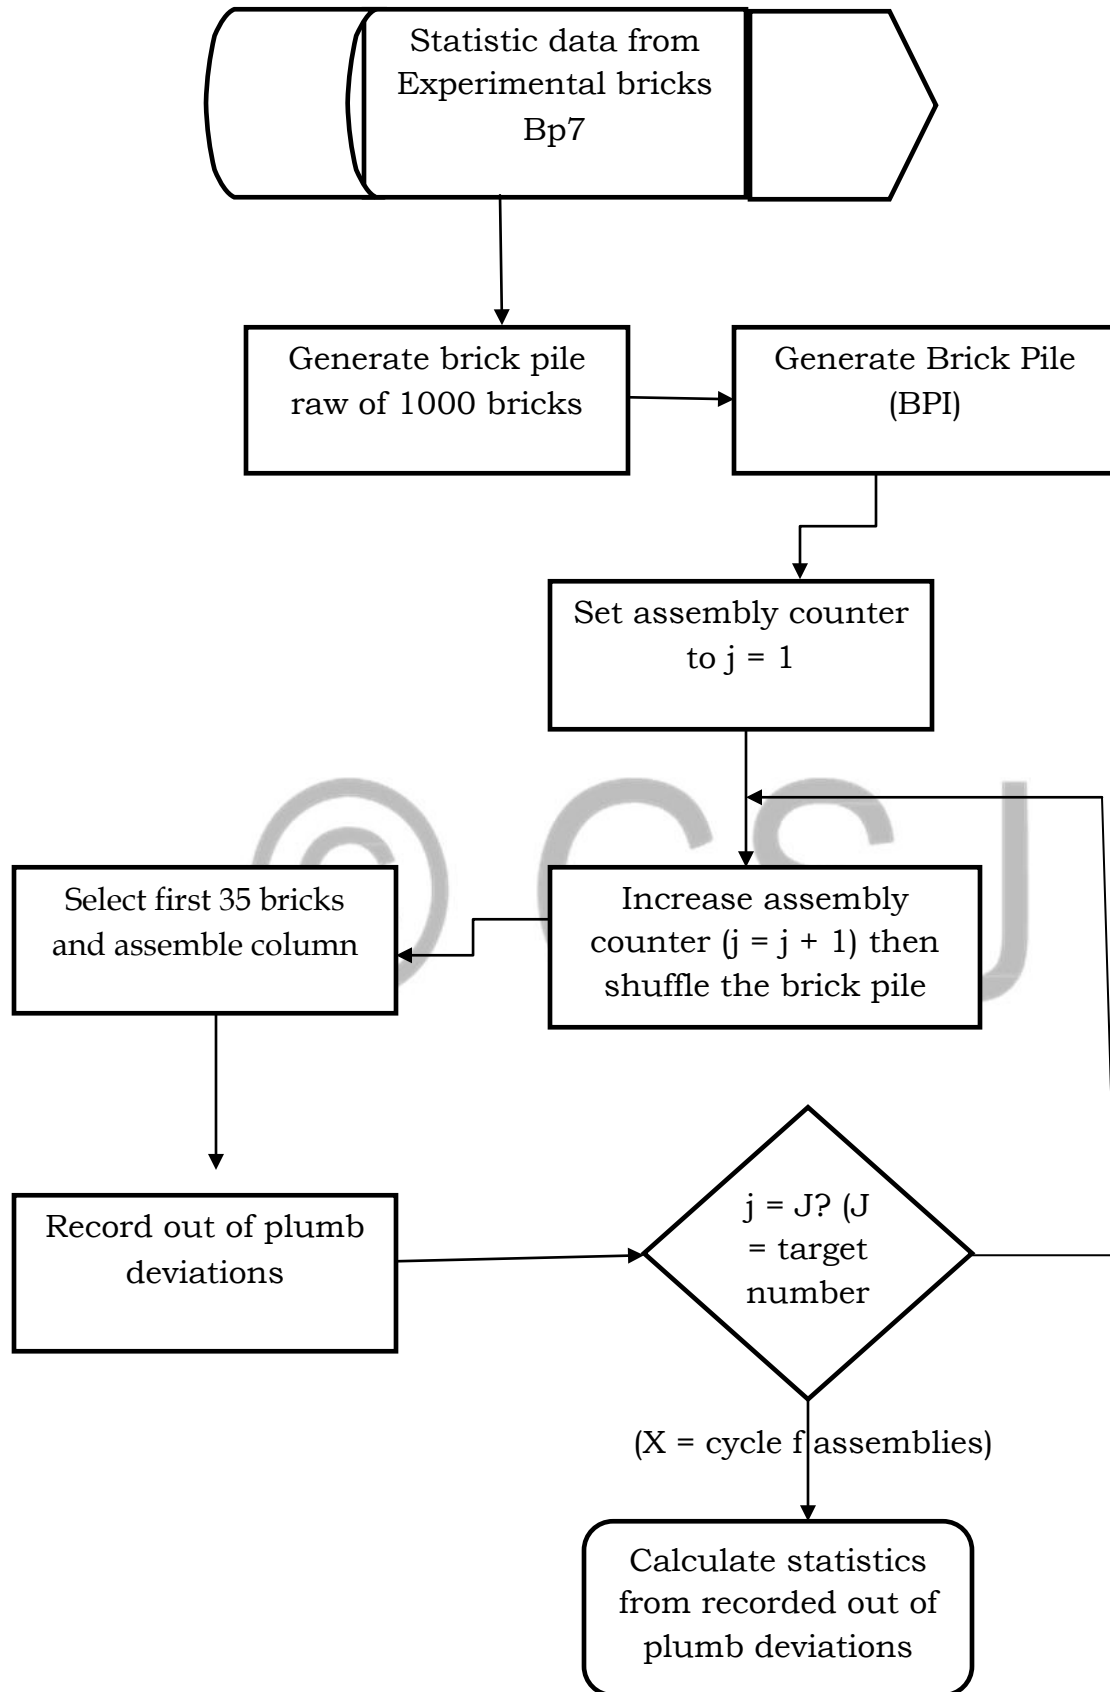 Statistic data from
Experimental bricks
Bp7
Generate brick pile
raw of 1000 bricks
Generate Brick Pile
(BPI)
Set assembly counter
to j = 1
© GSJ
Increase assembly
counter (j = j + 1) then
shuffle the brick pile
Select first 35 bricks
and assemble column
Record out of plumb
deviations
j = J? (J
= target
number
(X = cycle f assemblies)
Calculate statistics
from recorded out of
plumb deviations